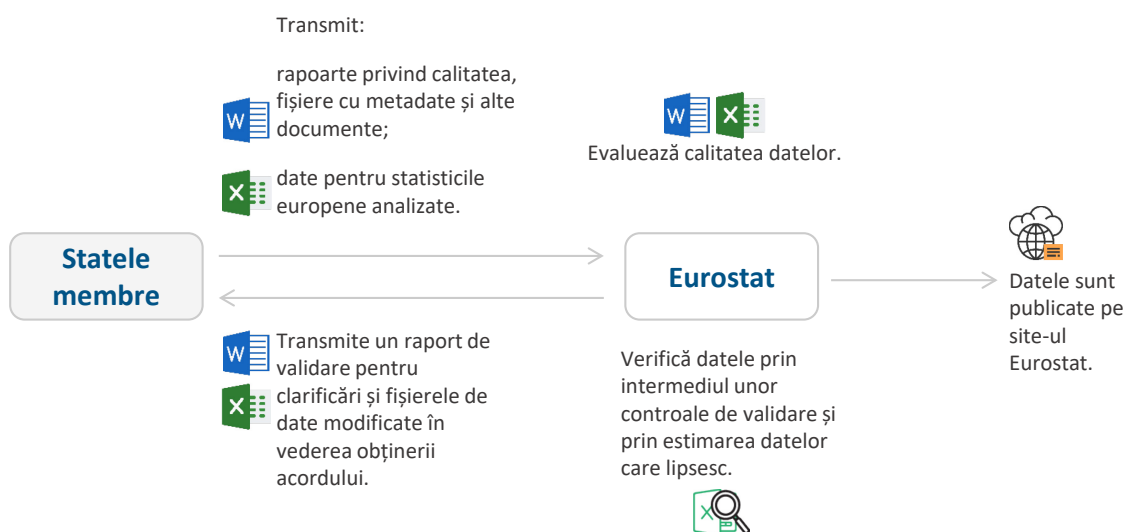 Transmit:
rapoarte privind calitatea,
fișiere cu metadate și alte
documente;
date pentru statisticile
europene analizate.
Evaluează calitatea datelor.
Statele
membre
Eurostat
Datele sunt
publicate pe
site-ul
Eurostat.
Transmite un raport de
validare pentru
clarificări și fișierele de
date modificate în
vederea obținerii
acordului.
Verifică datele prin
intermediul unor
controale de validare și
prin estimarea datelor
care lipsesc.